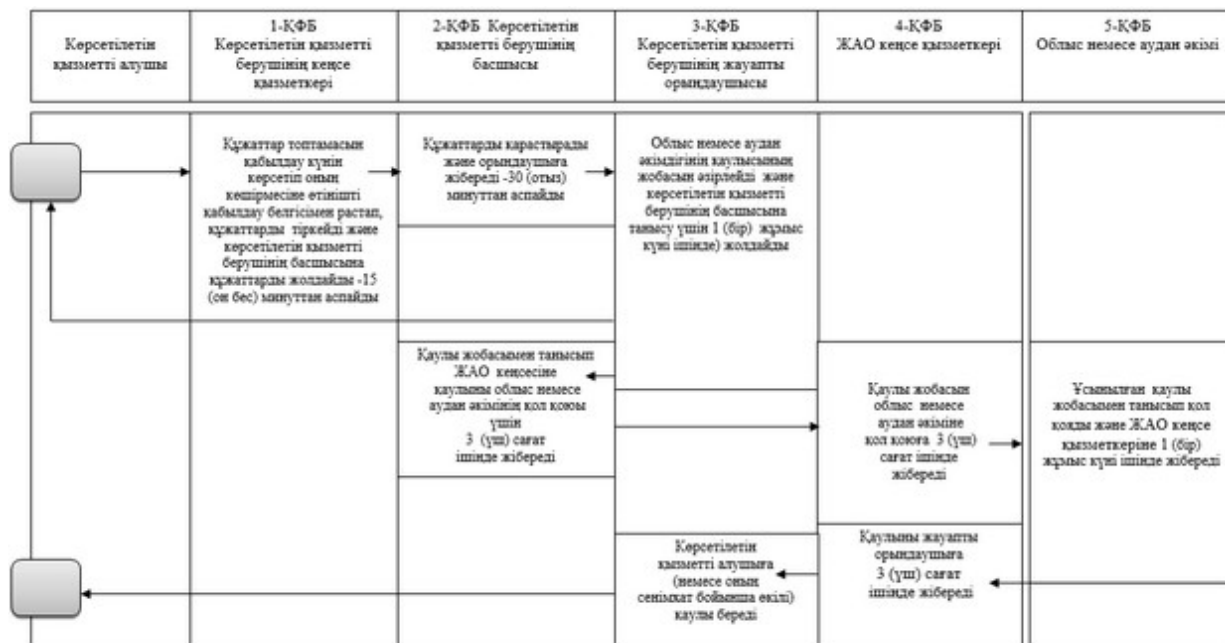 Көрсетілетін
қызметті алушы
1-ҚФБ
Көрсетілетін қызметті
берушінің кеңсе
қызметкері
2-ҚФБ Көрсетілетін
қызметті берушінің
басшысы
3-ҚФБ
Көрсетілетін қызметті
берушінің жауапты
орындаушысы
4-ҚФБ
ЖАО кеңсе қызметкері
5-ҚФБ
Облыс немесе аудан әкімі
Құжаттар топтамасын
қабылдау күнін
көрсетіп оның
көшірмесіне өтінішті
қабылдау белгісімен растап,
құжаттарды тіркейді және
көрсетілетін қызметті
берушінің басшысына
құжаттарды жолдайды -15
(он бес) минуттан аспайды
Құжаттарды қарастырады
және орындаушыға
жібереді -30 (отыз)
минуттан аспайды
Облыс немесе аудан
әкімдігінің қаулысының
жобасын әзірлейді және
көрсетілетін қызметті
берушінің басшысына
танысу үшін 1 (бір) жұмыс
күні ішінде) жолдайды
Қаулы жобасымен танысып
ЖАО кеңсесіне
қаулыны облыс немесе
аудан әкімінің қол қоюы
үшін
3 (үш) сағат
ішінде жібереді
Қаулы жобасын
облыс немесе
аудан әкіміне
қол қоюға 3 (үш)
сағат ішінде
жібереді
Ұсынылған қаулы
жобасымен танысып қол
қояды және ЖАО кеңсе
қызметкеріне 1 (бір)
жұмыс күні ішінде жібереді
Қаулыны жауапты
орындаушыға
3 (үш) сағат
ішінде жібереді
Көрсетілетін
қызметті алушыға
(немесе оның
сенімхат бойынша өкілі)
қаулы береді